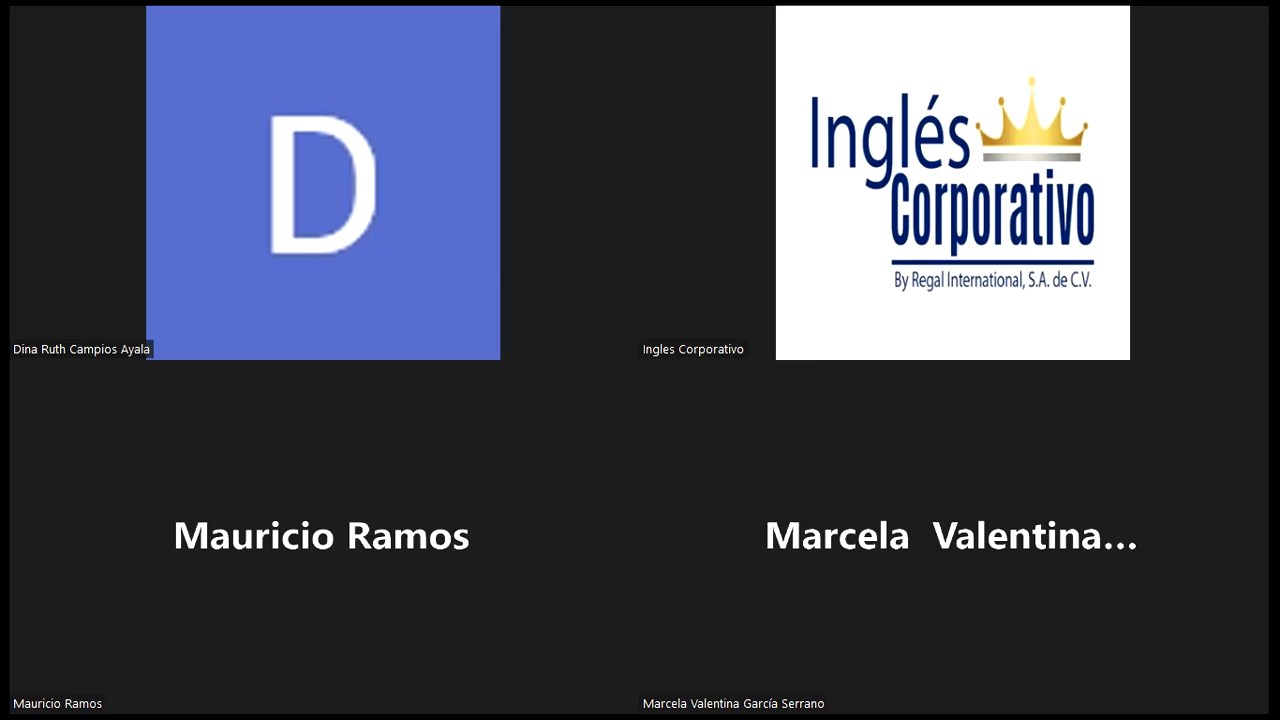 D
Dina Ruth Campios Ayala
Inglés
Corporativo
By Regal International, S.A. de C.V.
Ingles Corporativo
Mauricio Ramos
Mauricio Ramos
Marcela Valentina...
Marcela Valentina García Serrano